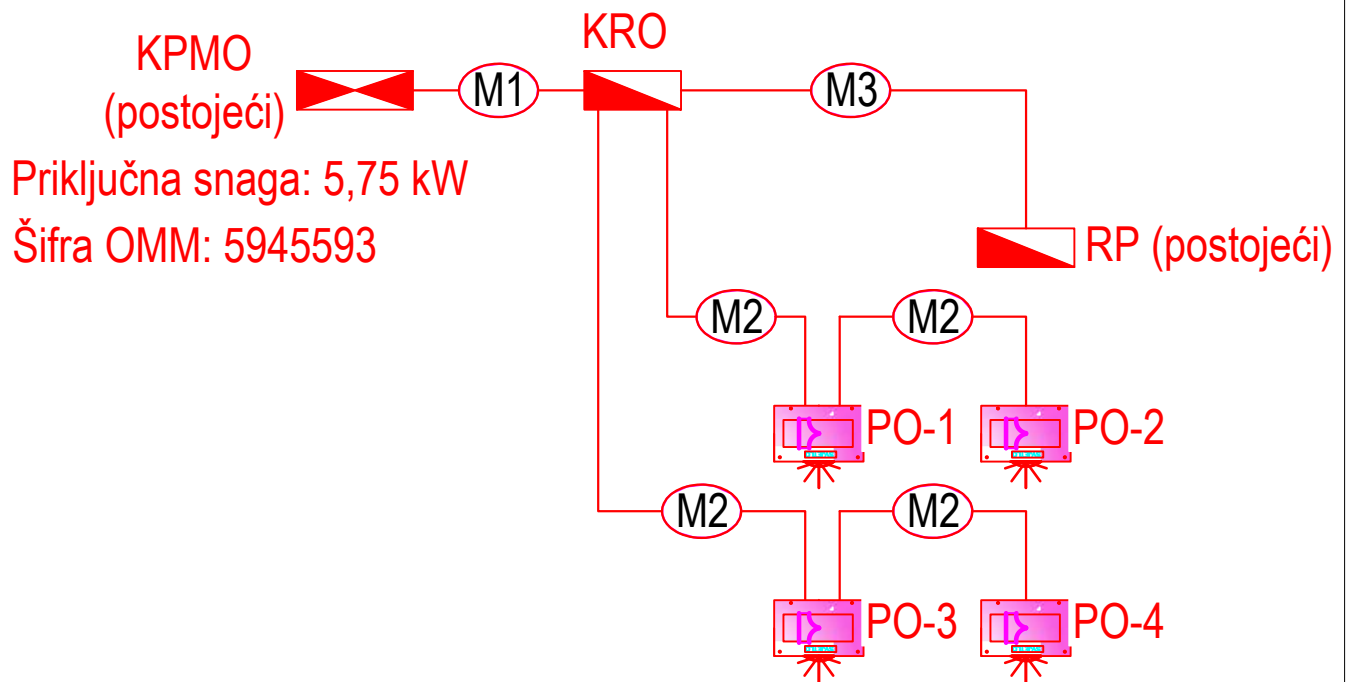 KPMO
(postojeći)
KRO
M1
M3
Priključna snaga: 5,75 kW
Šifra OMM: 5945593
RP (postojeći)
M2
M2
PO-1
PO-2
M2
M2
PO-3
PO-4